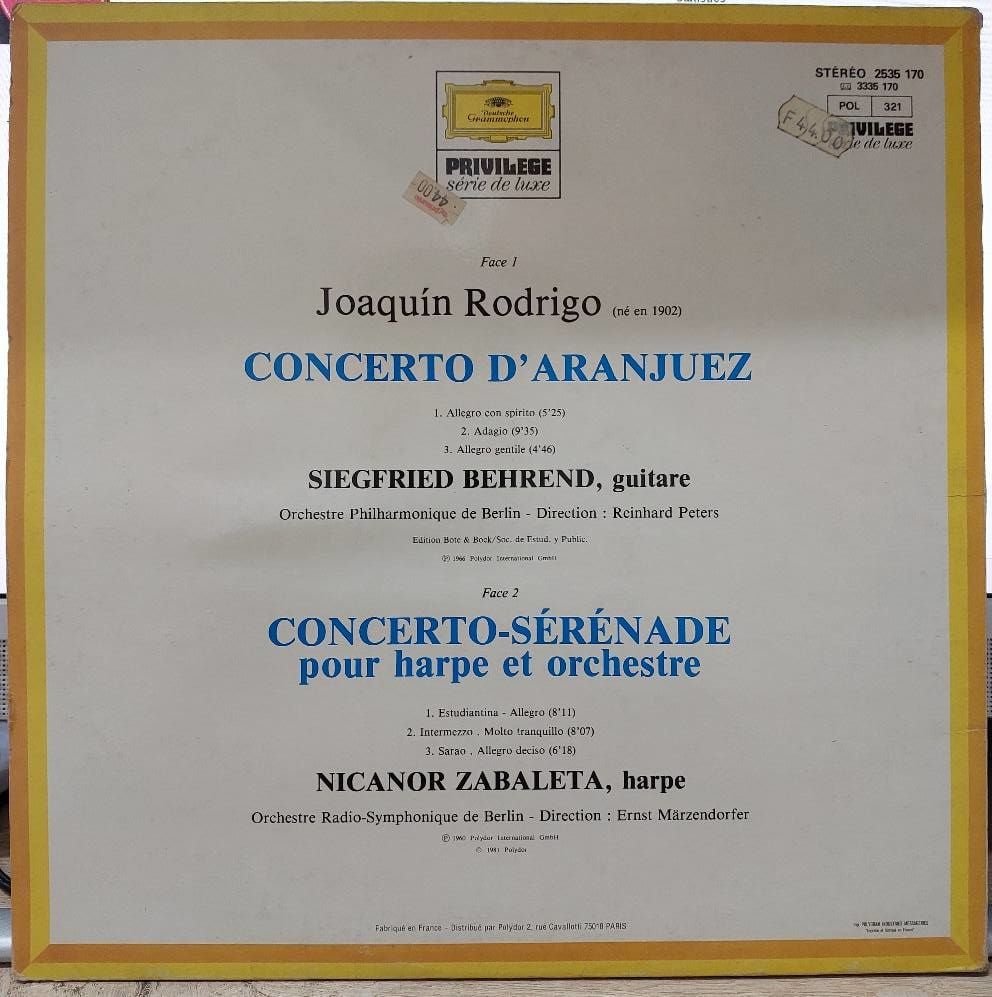 Deutsche
Grammophon
PRIVILEGE
série de luxe
44.00
STÉRÉO 2535 170
3335 170
POL 321
F 44.00
PRIVILEGE
de luxe
Face 1
Joaquín Rodrigo (né en 1902)
CONCERTO D'ARANJUEZ
1. Allegro con spirito (5'25)
2. Adagio (9'35)
3. Allegro gentile (4'46)
SIEGFRIED BEHREND, guitare
Orchestre Philharmonique de Berlin - Direction : Reinhard Peters
Edition Bote & Bock/Soc. de Estud. y Public.
Ⓟ 1966 Polydor International GmbH
Face 2
CONCERTO-SÉRÉNADE
pour harpe et orchestre
1. Estudiantina - Allegro (8'11)
2. Intermezzo . Molto tranquillo (8'07)
3. Sarao . Allegro deciso (6'18)
NICANOR ZABALETA, harpe
Orchestre Radio-Symphonique de Berlin - Direction : Ernst Märzendorfer
Ⓟ 1960 Polydor International GmbH
© 1981 Polydor
Fabriqué en France - Distribué par Polydor 2, rue Cavallotti 75018 PARIS